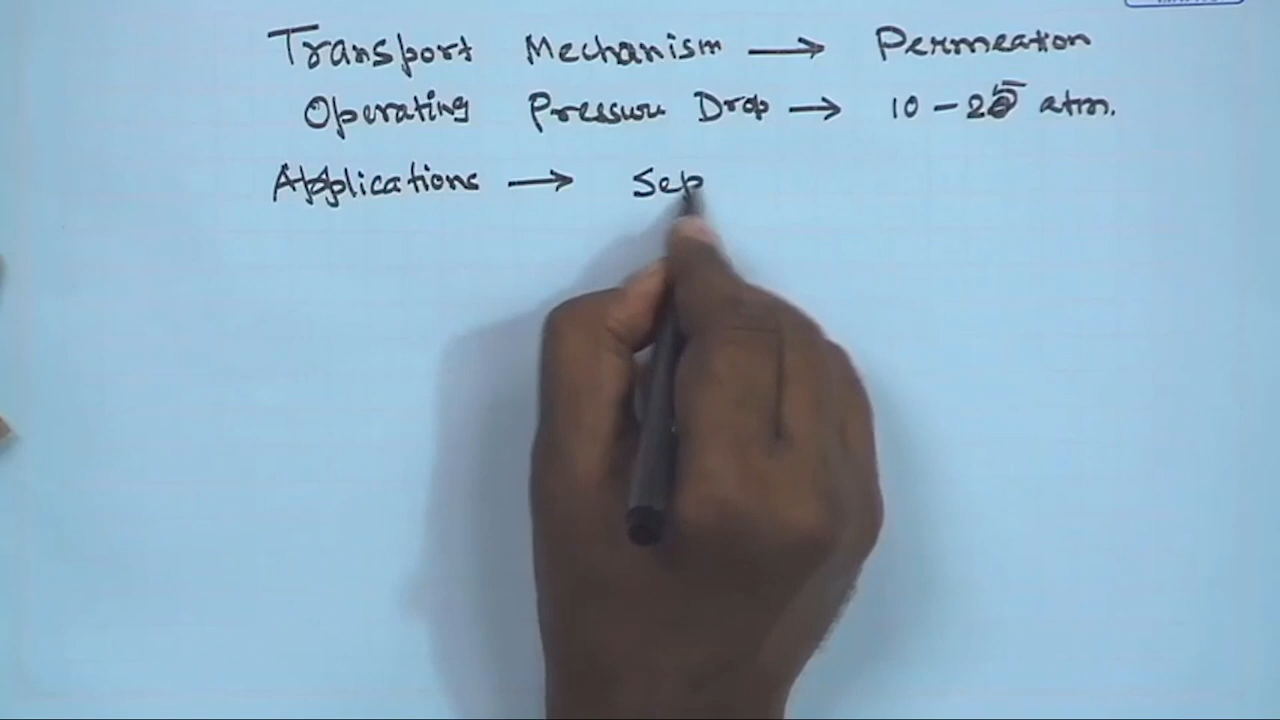 Transport Mechanism → Permeation
Operating Pressure Drop → 10 - 25 atm.
Applications → Sep